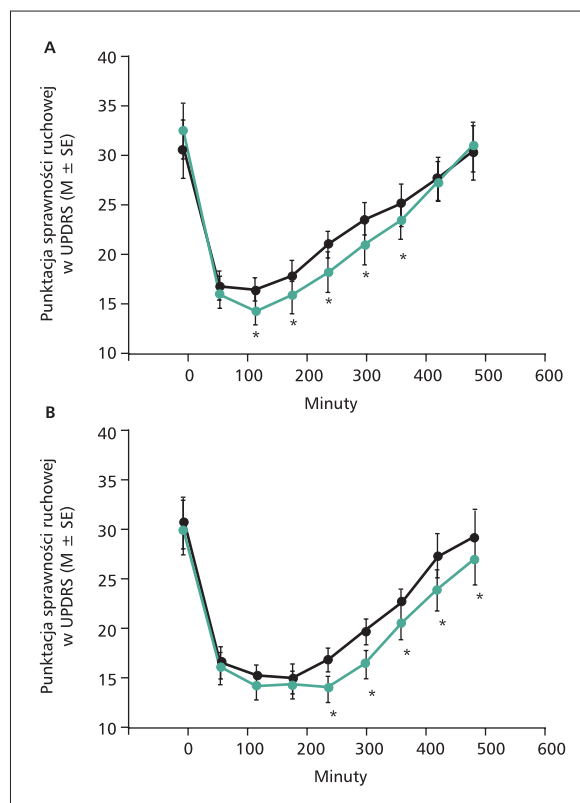 A
40
35
30
25
20
15
10
Punktacja sprawności ruchowej
w UPDRS (M ± SE)
* * * * *
0 100 200 300 400 500 600
Minuty
B
40
35
30
25
20
15
10
Punktacja sprawności ruchowej
w UPDRS (M ± SE)
* * * * *
0 100 200 300 400 500 600
Minuty